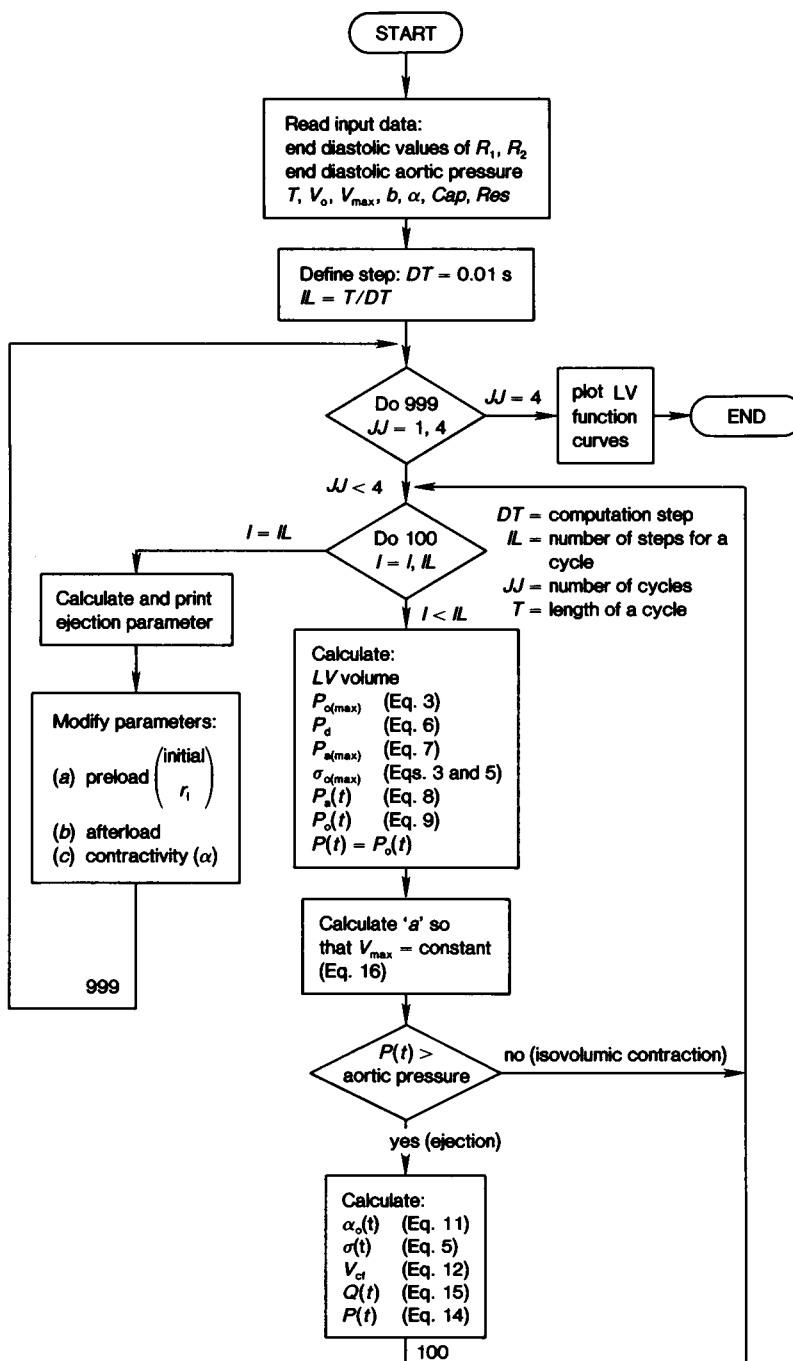 START
Read input data:
end diastolic values of R₁, R₂
end diastolic aortic pressure
T, Vₒ, Vmax, b, α, Cap, Res
Define step: DT = 0.01 s
IL = T/DT
Do 999
JJ = 1, 4
JJ = 4
plot LV
function
curves
END
JJ < 4
Do 100
I = I, IL
I = IL
DT = computation step
IL = number of steps for a
cycle
JJ = number of cycles
T = length of a cycle
Calculate and print
ejection parameter
I < IL
Modify parameters:
(a) preload (initial
r₁)
(b) afterload
(c) contractivity (α)
999
Calculate:
LV volume
Pₒ(max) (Eq. 3)
P_d (Eq. 6)
Pₐ(max) (Eq. 7)
σₒ(max) (Eqs. 3 and 5)
Pₐ(t) (Eq. 8)
Pₒ(t) (Eq. 9)
P(t) = Pₒ(t)
Calculate ‘a’ so
that Vmax = constant
(Eq. 16)
P(t) >
aortic pressure
no (isovolumic contraction)
yes (ejection)
Calculate:
αₒ(t) (Eq. 11)
σ(t) (Eq. 5)
V_cf (Eq. 12)
Q(t) (Eq. 15)
P(t) (Eq. 14)
100